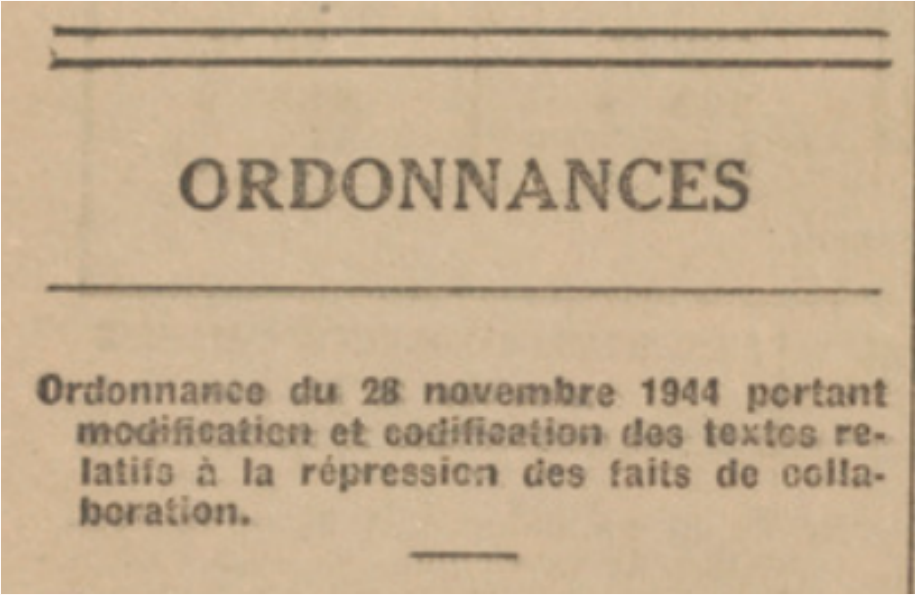 ORDONNANCES
Ordonnance du 28 novembre 1944 portant
modification et codification des textes re-
latifs à la répression des faits de colla-
boration.